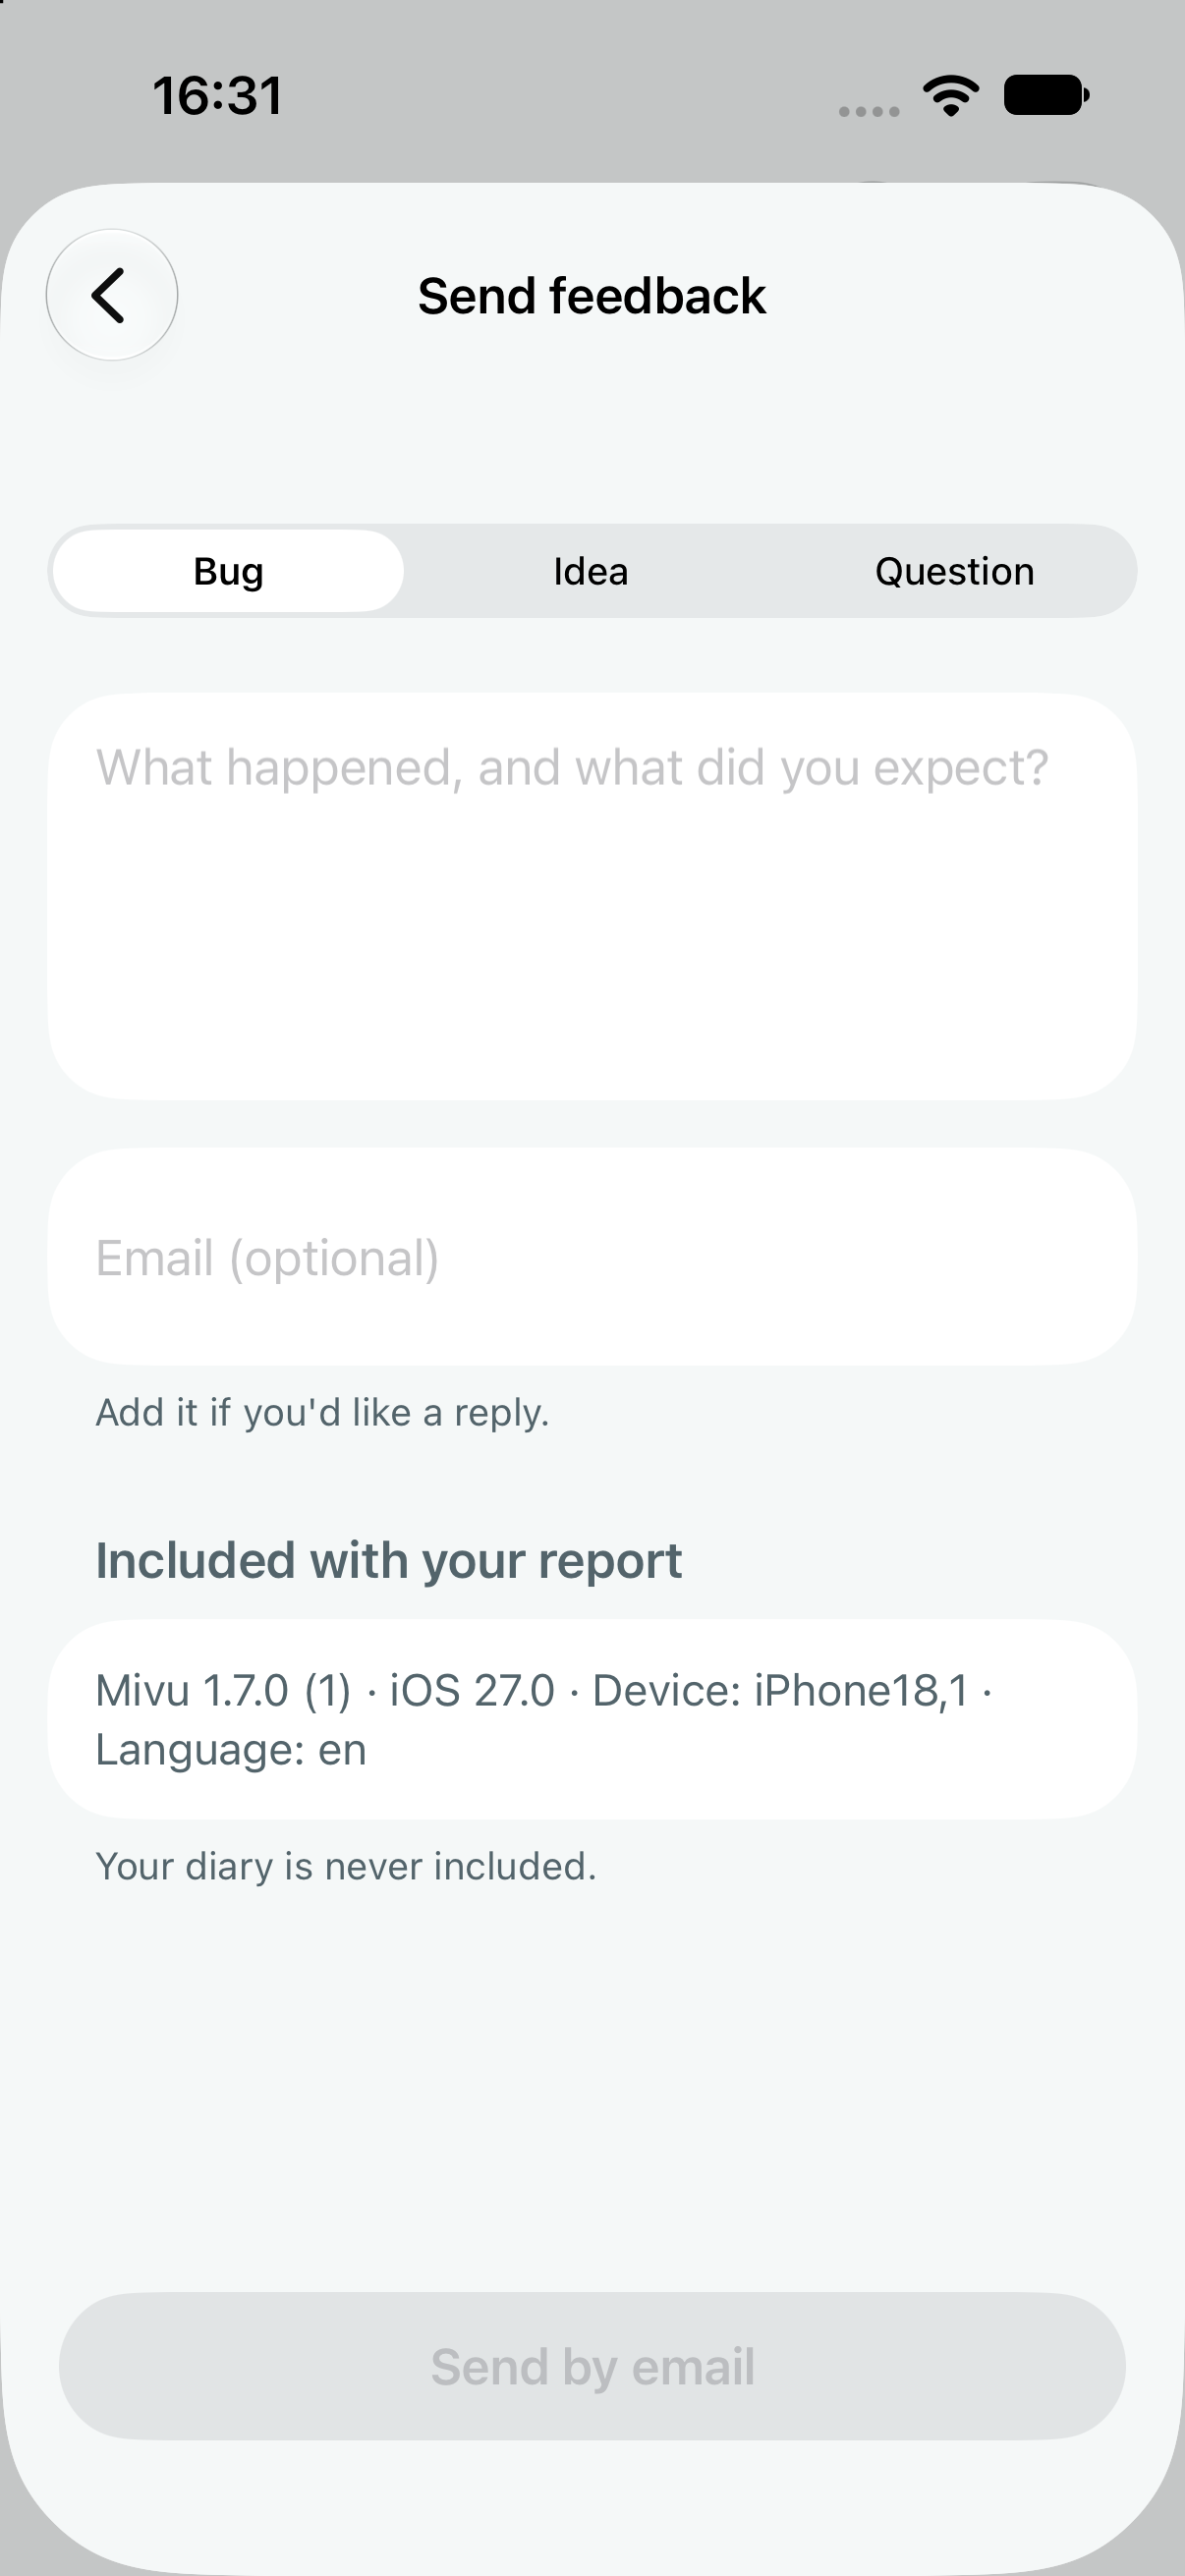 16:31
Send feedback
Bug
Idea
Question
What happened, and what did you expect?
Email (optional)
Add it if you'd like a reply.
Included with your report
Mivu 1.7.0 (1) · iOS 27.0 · Device: iPhone18,1 ·
Language: en
Your diary is never included.
Send by email